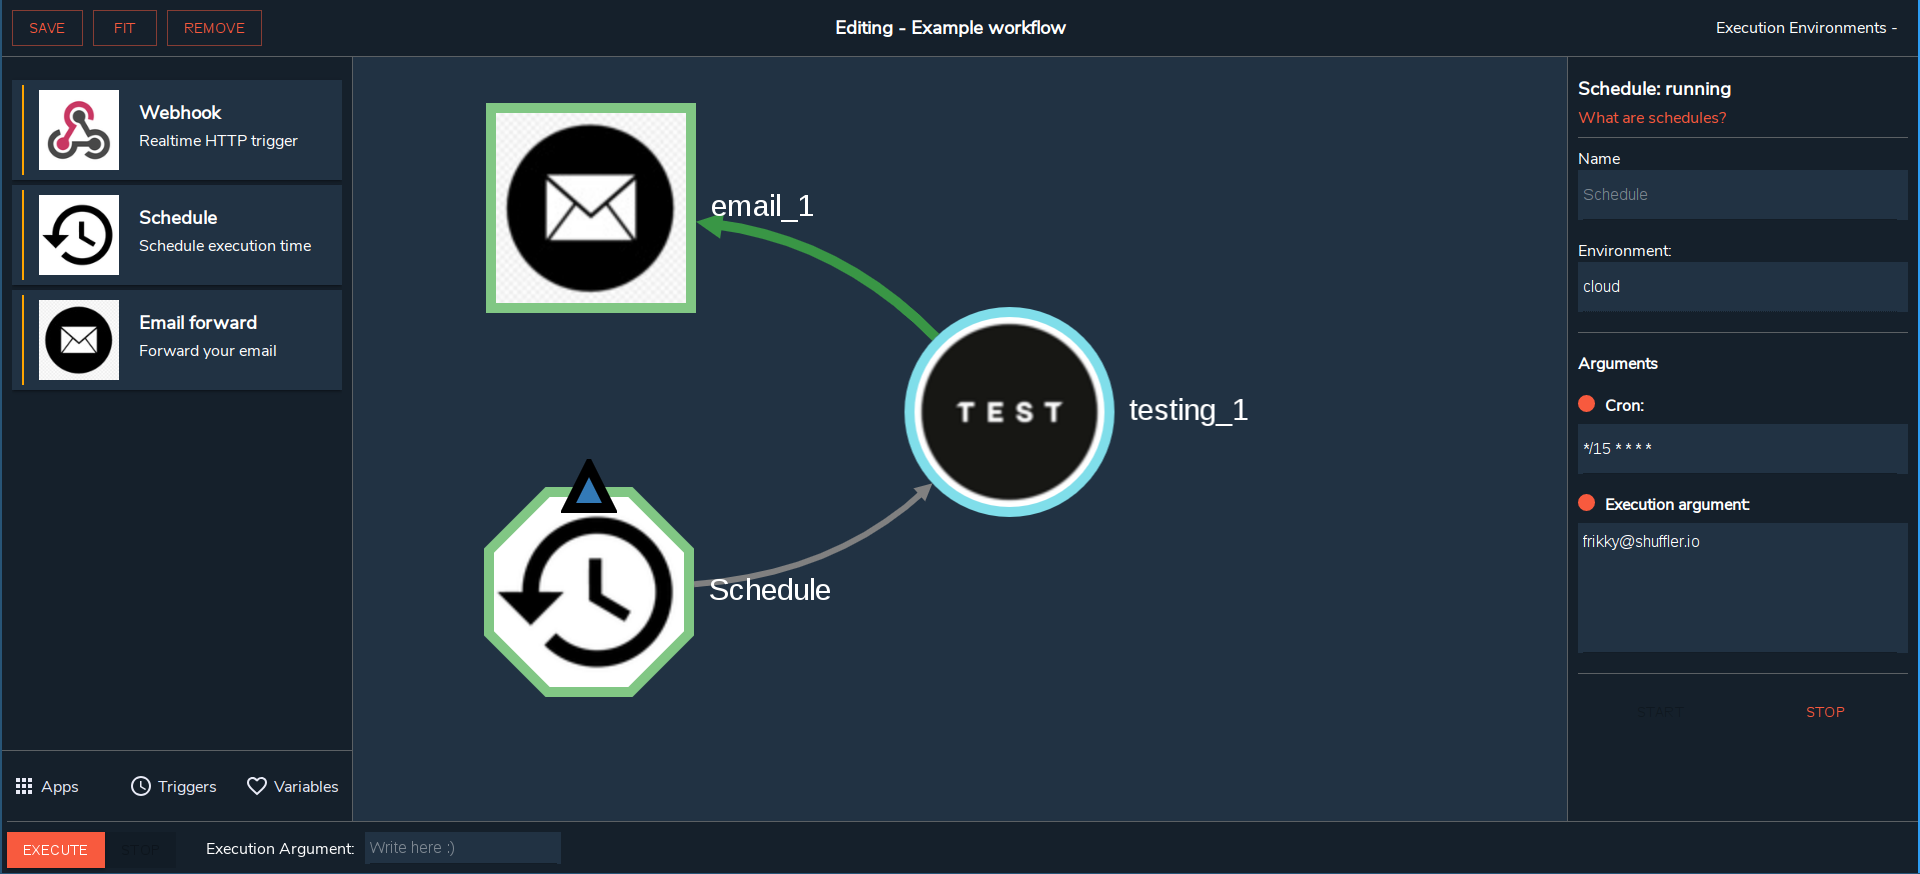 SAVE
FIT
REMOVE
Editing - Example workflow
Execution Environments -
Webhook
Realtime HTTP trigger
Schedule
Schedule execution time
Email forward
Forward your email
Apps
Triggers
Variables
email_1
TEST
testing_1
Schedule
Schedule: running
What are schedules?
Name
Schedule
Environment:
cloud
Arguments
Cron:
*/15 * * * *
Execution argument:
frikky@shuffler.io
START
STOP
EXECUTE
STOP
Execution Argument:
Write here :)